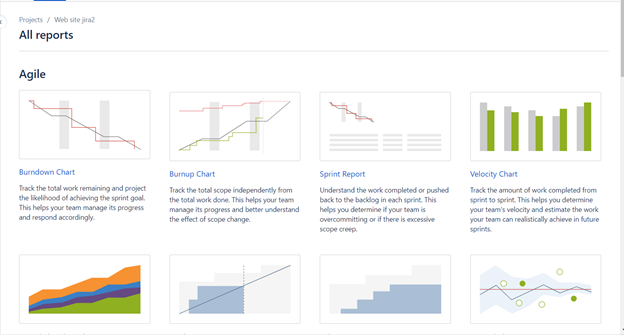 Projects / Web site jira2
All reports
Agile
Burndown Chart
Track the total work remaining and project
the likelihood of achieving the sprint goal.
This helps your team manage its progress
and respond accordingly.
Burnup Chart
Track the total scope independently from
the total work done. This helps your team
manage its progress and better understand
the effect of scope change.
Sprint Report
Understand the work completed or pushed
back to the backlog in each sprint. This
helps you determine if your team is
overcommitting or if there is excessive
scope creep.
Velocity Chart
Track the amount of work completed from
sprint to sprint. This helps you determine
your team's velocity and estimate the work
your team can realistically achieve in future
sprints.